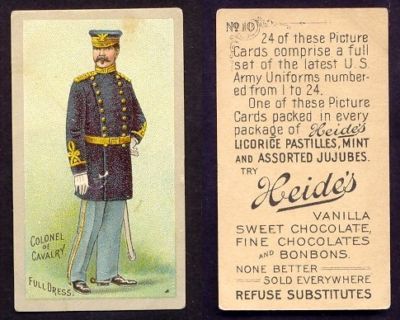 COLONEL
of
CAVALRY
FULL DRESS.
No 10
24 of these Picture
Cards comprise a full
set of the latest U.S.
Army Uniforms number-
ed from 1 to 24.
One of these Picture
Cards packed in every
package of Heide's
LICORICE PASTILLES, MINT
AND ASSORTED JUJUBES.
TRY
Heide's
VANILLA
SWEET CHOCOLATE,
FINE CHOCOLATES
AND BONBONS.
NONE BETTER
SOLD EVERYWHERE
REFUSE SUBSTITUTES